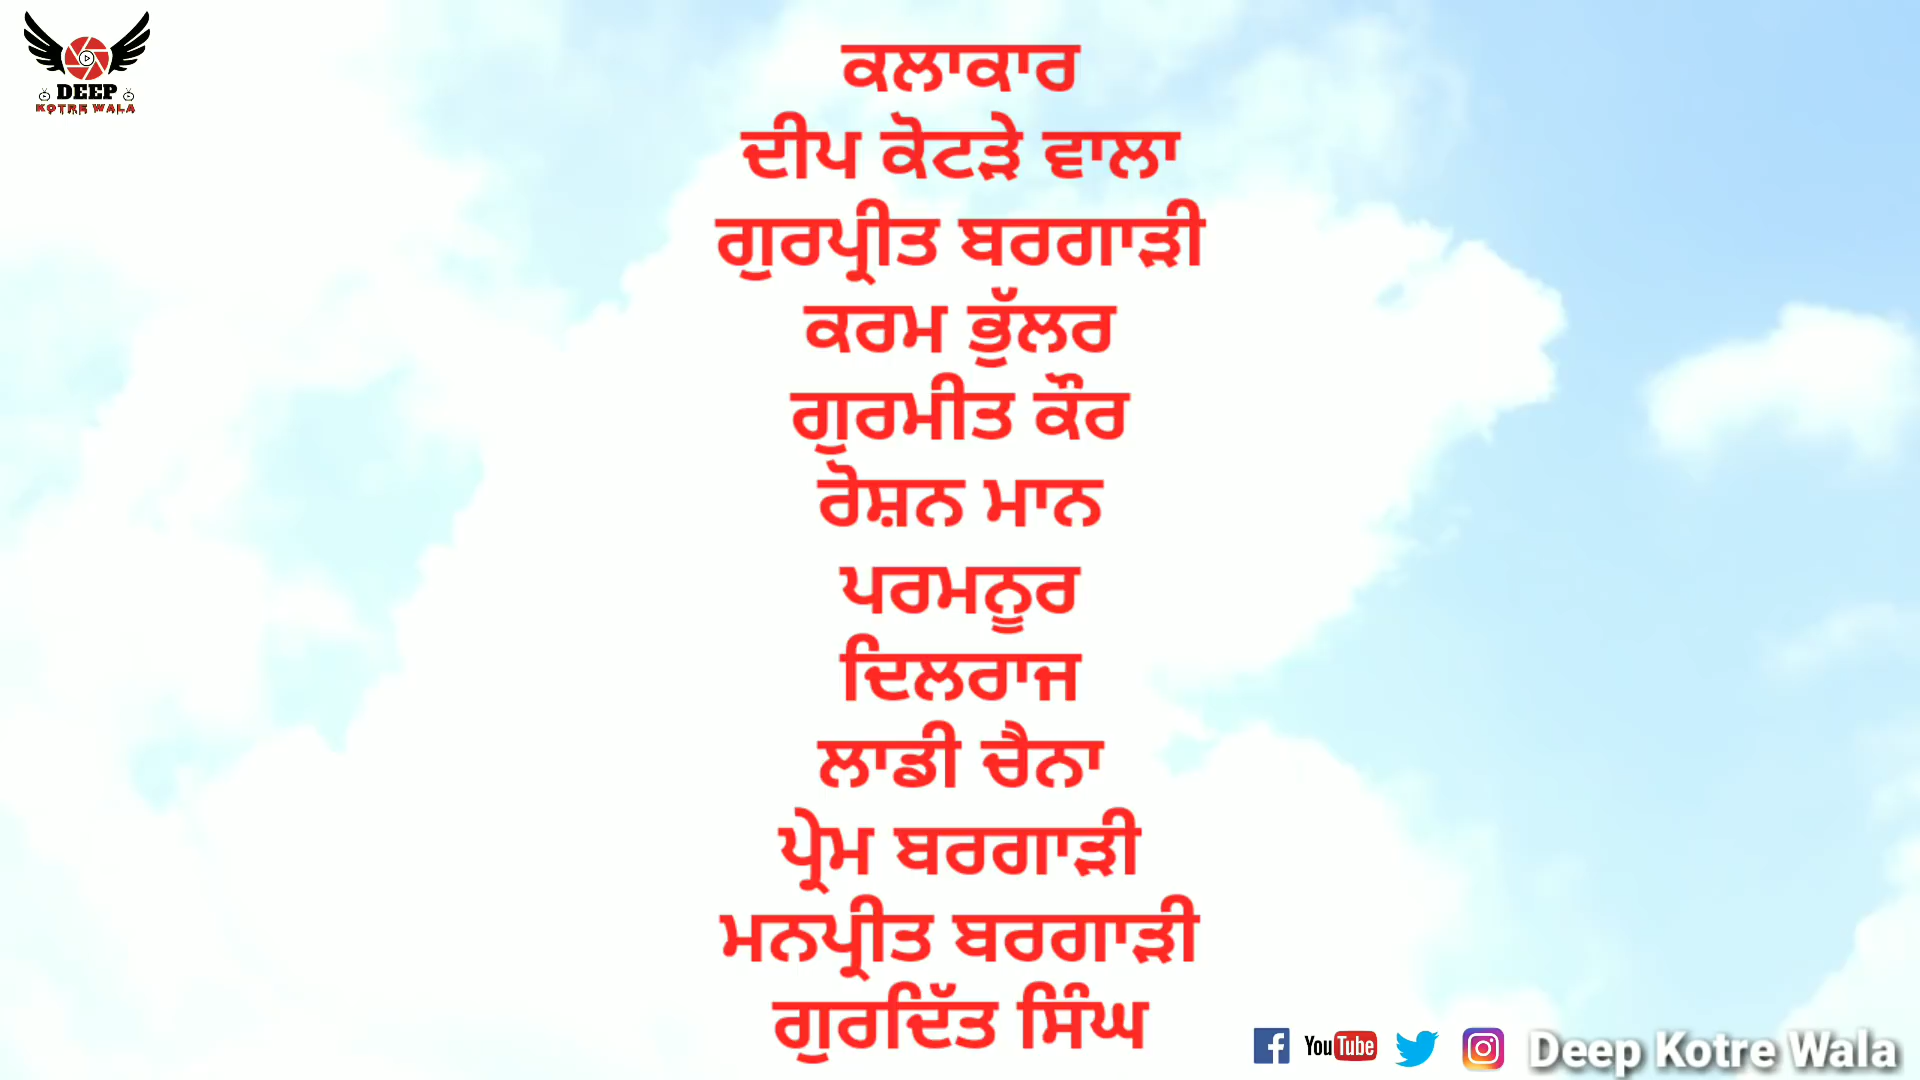 DEEP
KOTRE WALA
ਕਲਾਕਾਰ
ਦੀਪ ਕੋਟੜੇ ਵਾਲਾ
ਗੁਰਪ੍ਰੀਤ ਬਰਗਾੜੀ
ਕਰਮ ਭੁੱਲਰ
ਗੁਰਮੀਤ ਕੌਰ
ਰੋਸ਼ਨ ਮਾਨ
ਪਰਮਨੂਰ
ਦਿਲਰਾਜ
ਲਾਡੀ ਚੈਨਾ
ਪ੍ਰੇਮ ਬਰਗਾੜੀ
ਮਨਪ੍ਰੀਤ ਬਰਗਾੜੀ
ਗੁਰਦਿੱਤ ਸਿੰਘ
YouTube Deep Kotre Wala